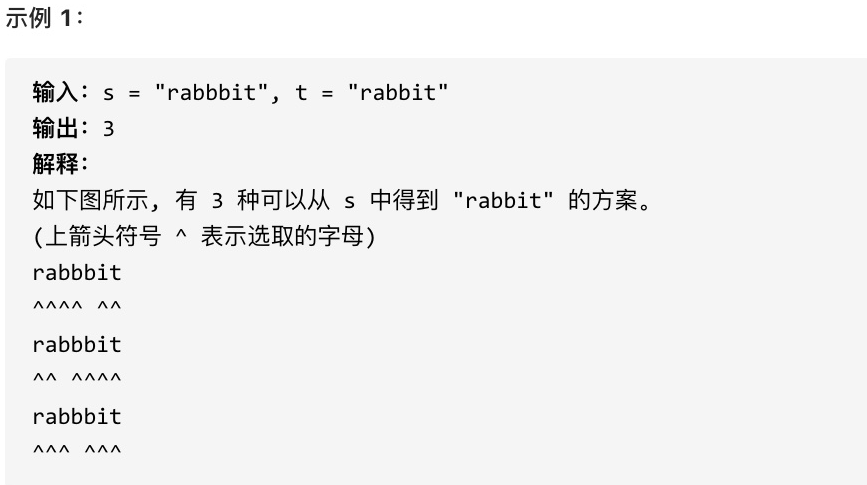 示例 1:
输入: s = "rabbbit", t = "rabbit"
输出: 3
解释:
如下图所示, 有 3 种可以从 s 中得到 "rabbit" 的方案。
(上箭头符号 ^ 表示选取的字母)
rabbbit
^^^^ ^^
rabbbit
^^ ^^^^
rabbbit
^^^ ^^^